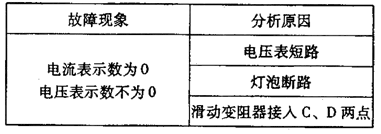 故障现象 分析原因
电流表示数为0
电压表示数不为0
电压表短路
灯泡断路
滑动变阻器接入C、D两点